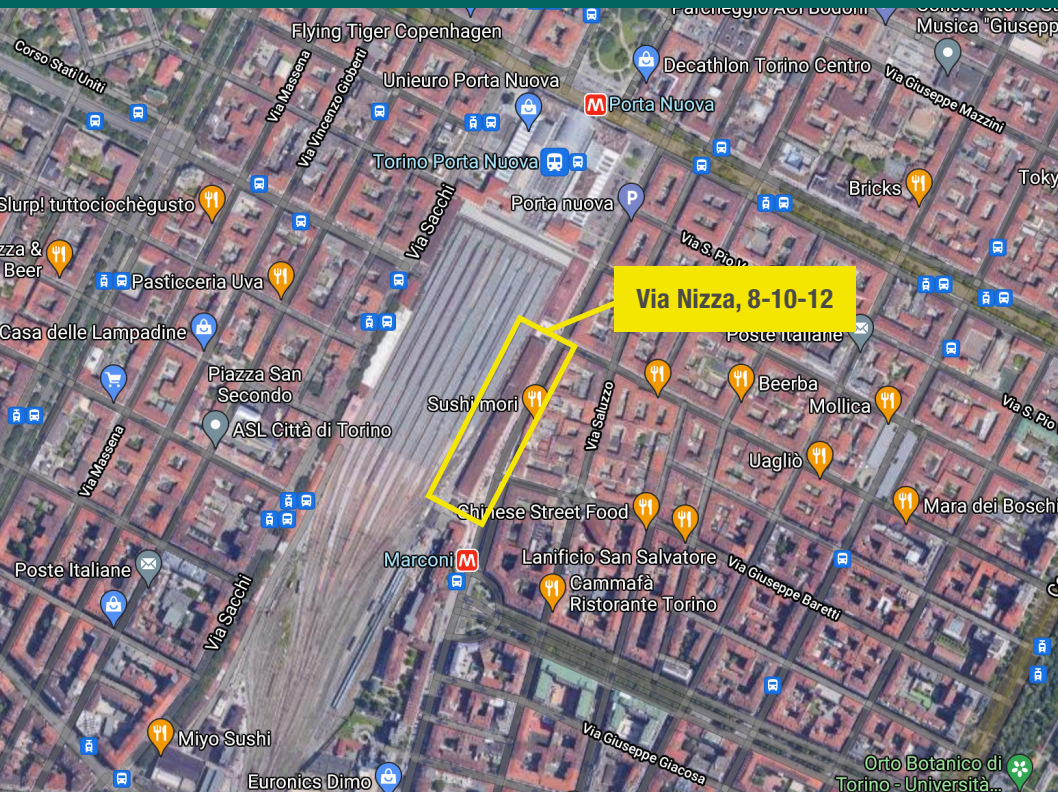 Parcheggio ACI Bodoni
Musica "Giusepp
Flying Tiger Copenhagen
Corso Stati Uniti
Via Massena
Via Vincenzo Gioberti
Unieuro Porta Nuova
Decathlon Torino Centro
Via Giuseppe Mazzini
M Porta Nuova
Torino Porta Nuova
Slurp! tuttociochègusto
Via Sacchi
Porta nuova
P
Bricks
Toky
zza &
Beer
Pasticceria Uva
Via S. Pio V
Via Nizza, 8-10-12
Casa delle Lampadine
Poste Italiane
Piazza San
Secondo
Sushi mori
Beerba
Mollica
Via S. Pio
ASL Città di Torino
Via Saluzzo
Via Massena
Uagliò
Chinese Street Food
Mara dei Boschi
Marconi M
Lanificio San Salvatore
Poste Italiane
Cammafà
Ristorante Torino
Via Giuseppe Baretti
Via Sacchi
Miyo Sushi
Via Giuseppe Giacosa
Euronics Dimo
Orto Botanico di
Torino - Università...